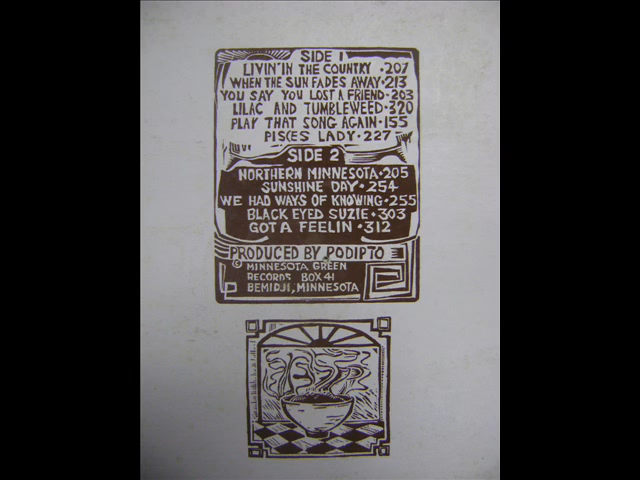 SIDE 1
LIVIN' IN THE COUNTRY • 207
WHEN THE SUN FADES AWAY • 213
YOU SAY YOU LOST A FRIEND • 203
LILAC AND TUMBLEWEED • 320
PLAY THAT SONG AGAIN • 155
PISCES LADY • 227
SIDE 2
NORTHERN MINNESOTA • 205
SUNSHINE DAY • 254
WE HAD WAYS OF KNOWING • 255
BLACK EYED SUZIE • 303
GOT A FEELIN • 312
PRODUCED BY PODIPTO
© MINNESOTA GREEN
RECORDS BOX 41
BEMIDJI, MINNESOTA